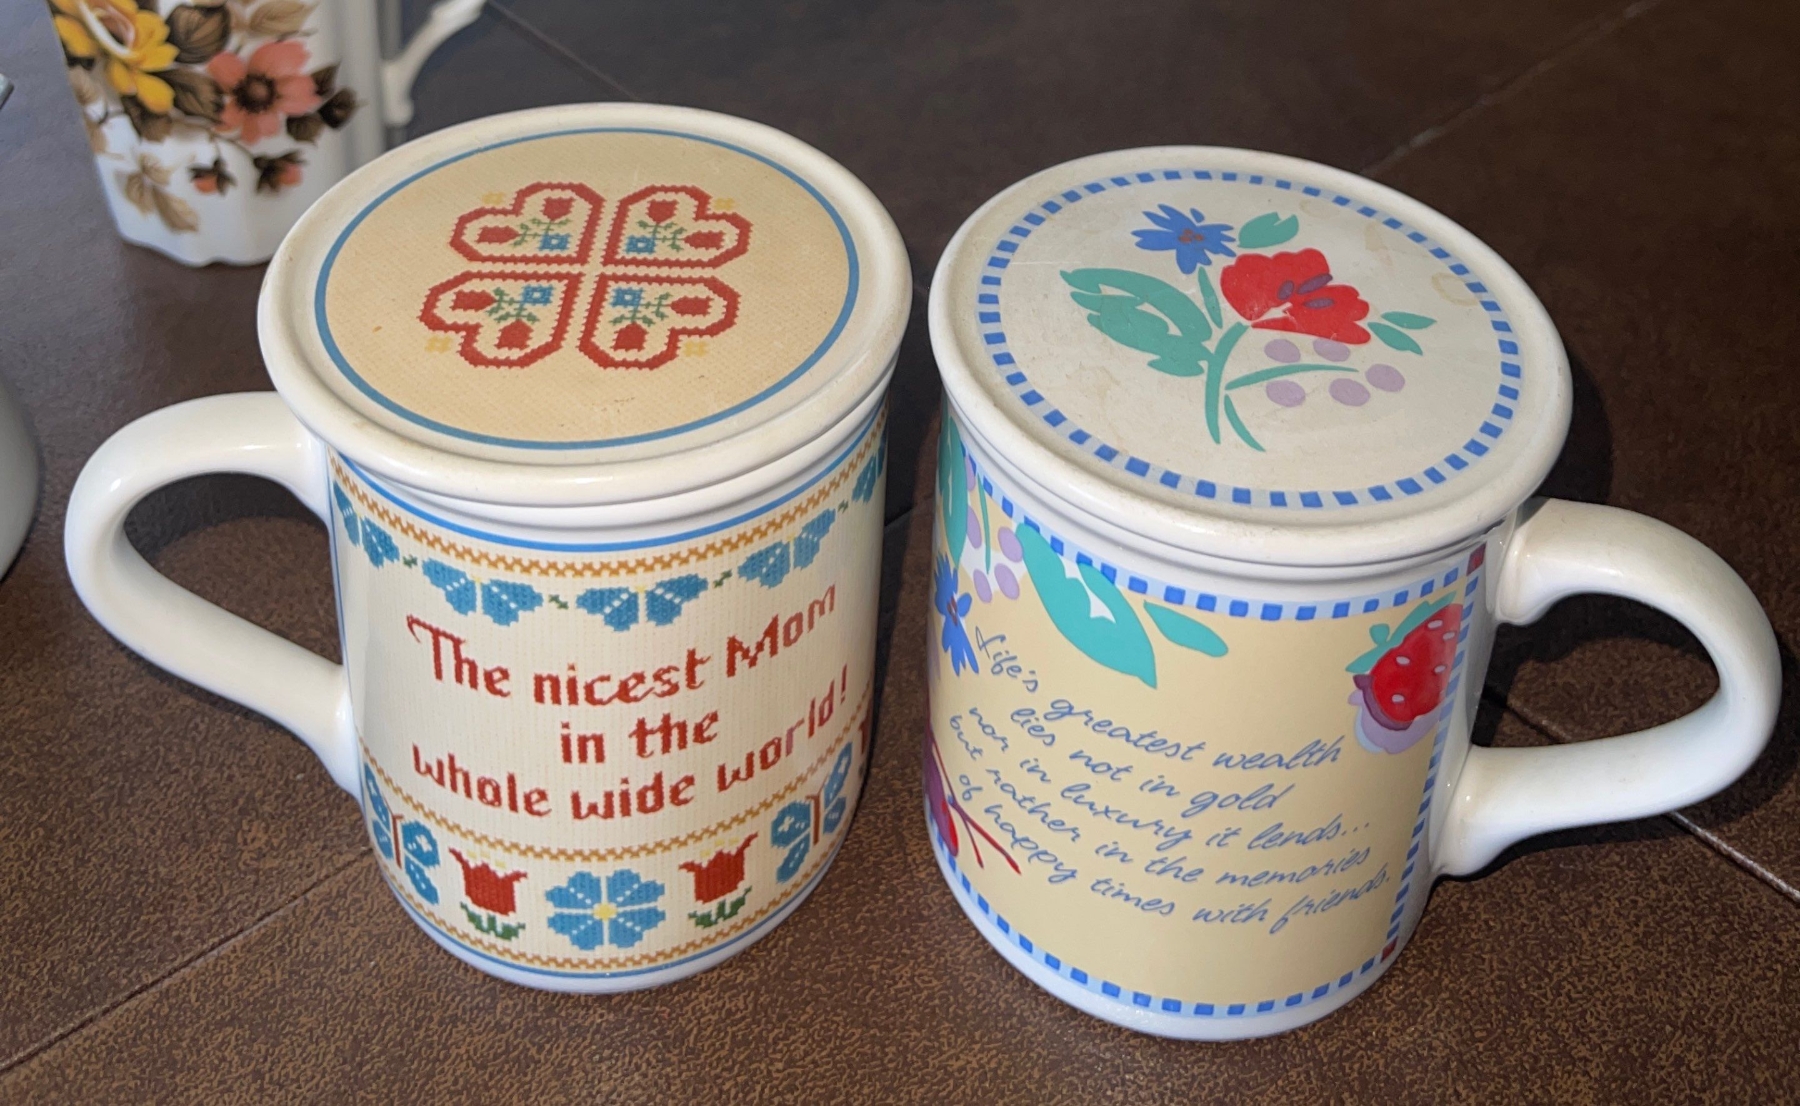 The nicest Mom
in the
whole wide world!
Life's greatest wealth
lies not in gold
nor in luxury it lends...
but rather in the memories
of happy times with friends.